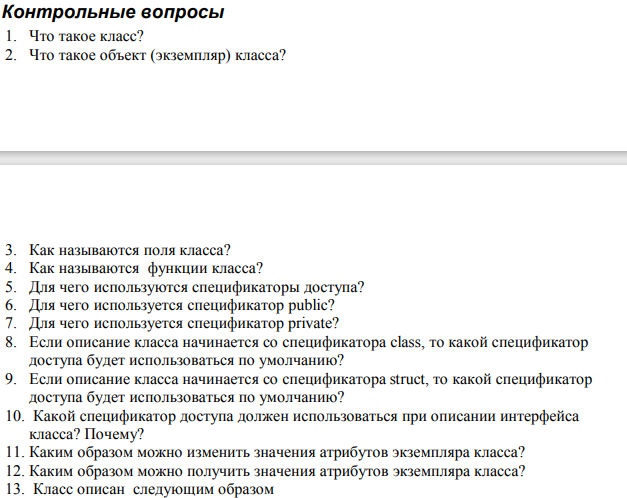 Контрольные вопросы
1. Что такое класс?
2. Что такое объект (экземпляр) класса?
3. Как называются поля класса?
4. Как называются функции класса?
5. Для чего используются спецификаторы доступа?
6. Для чего используется спецификатор public?
7. Для чего используется спецификатор private?
8. Если описание класса начинается со спецификатора class, то какой спецификатор
доступа будет использоваться по умолчанию?
9. Если описание класса начинается со спецификатора struct, то какой спецификатор
доступа будет использоваться по умолчанию?
10. Какой спецификатор доступа должен использоваться при описании интерфейса
класса? Почему?
11. Каким образом можно изменить значения атрибутов экземпляра класса?
12. Каким образом можно получить значения атрибутов экземпляра класса?
13. Класс описан следующим образом